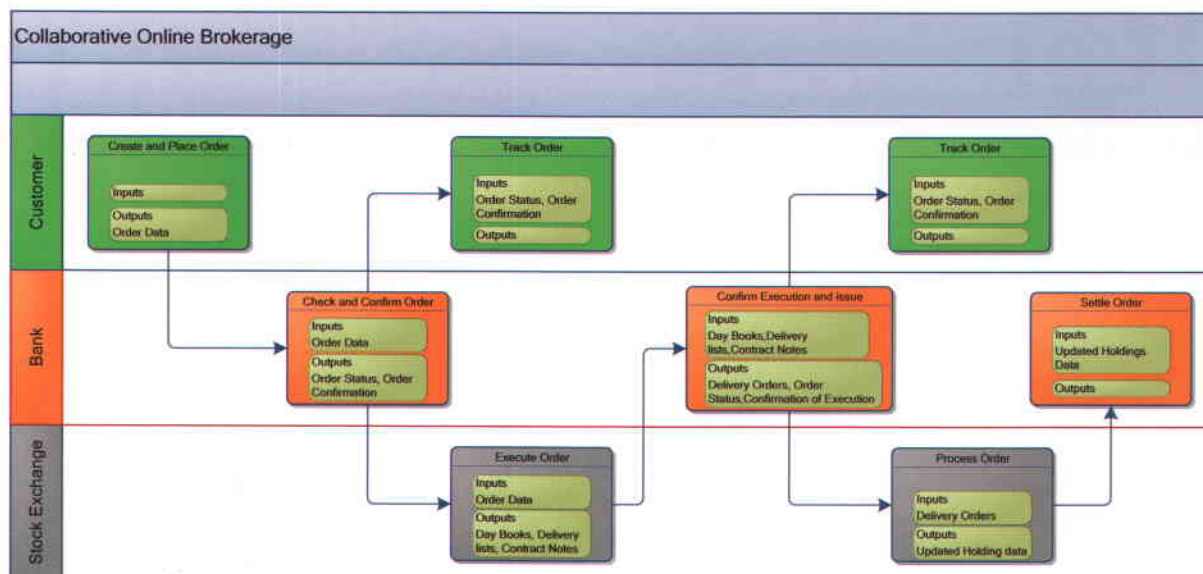 Collaborative Online Brokerage
Customer
Create and Place Order
Inputs
Outputs
Order Data
Track Order
Inputs
Order Status, Order
Confirmation
Outputs
Track Order
Inputs
Order Status, Order
Confirmation
Outputs
Bank
Check and Confirm Order
Inputs
Order Data
Outputs
Order Status, Order
Confirmation
Confirm Execution and issue
Inputs
Day Books,Delivery
lists,Contract Notes
Outputs
Delivery Orders, Order
Status,Confirmation of Execution
Settle Order
Inputs
Updated Holdings
Data
Outputs
Stock Exchange
Execute Order
Inputs
Order Data
Outputs
Day Books, Delivery
lists, Contract Notes
Process Order
Inputs
Delivery Orders
Outputs
Updated Holding data